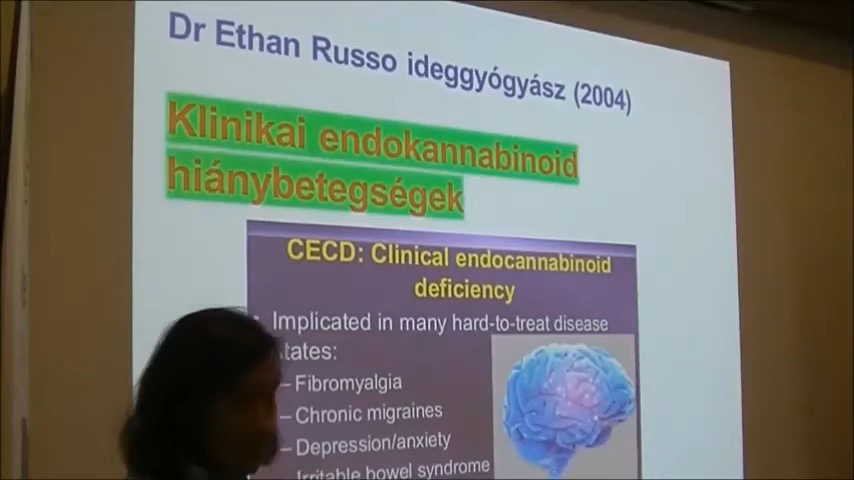 Dr Ethan Russo ideggyógyász (2004)
Klinikai endokannabinoid
hiánybetegségek
CECD: Clinical endocannabinoid
deficiency
Implicated in many hard-to-treat disease
states:
– Fibromyalgia
– Chronic migraines
– Depression/anxiety
– Irritable bowel syndrome